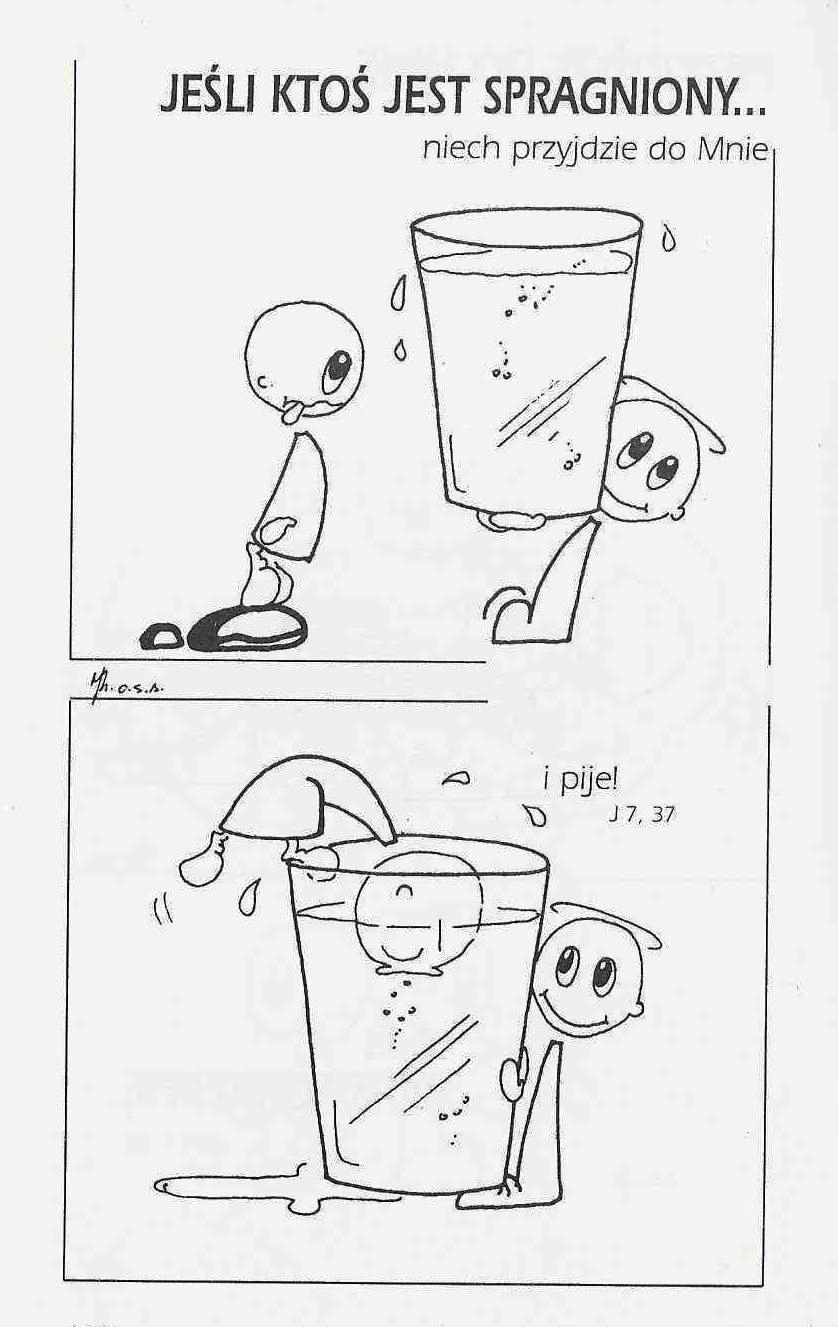 JEŚLI KTOŚ JEST SPRAGNIONY...
niech przyjdzie do Mnie
i pije!
J 7, 37